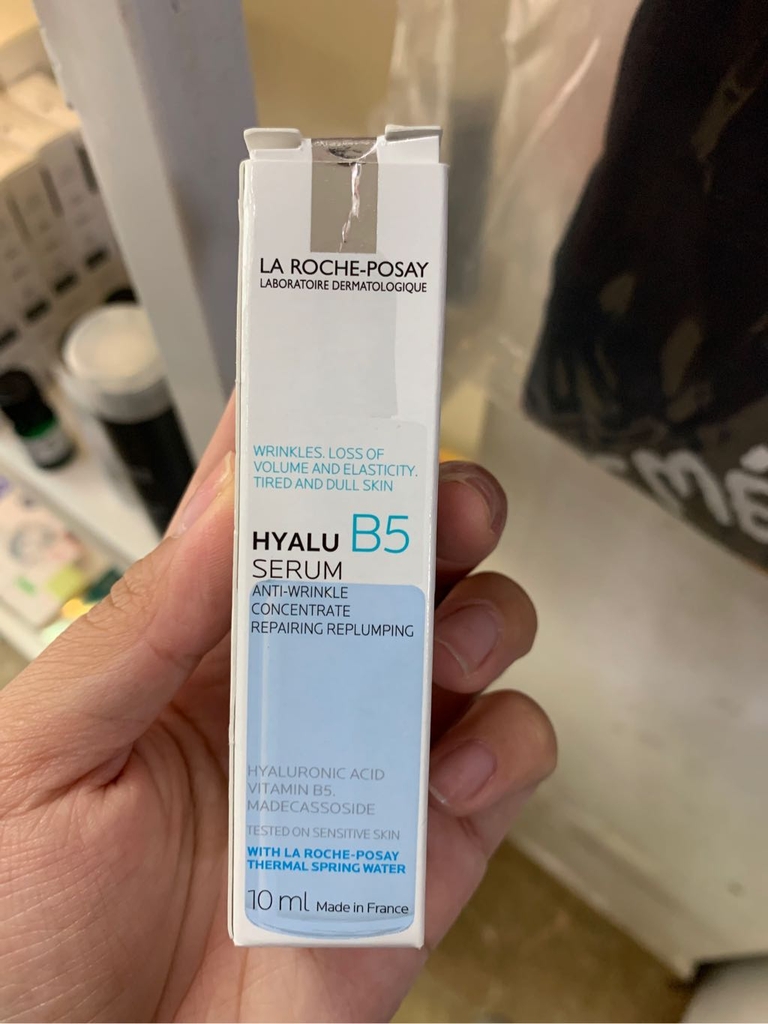 LA ROCHE-POSAY
LABORATOIRE DERMATOLOGIQUE
WRINKLES. LOSS OF
VOLUME AND ELASTICITY.
TIRED AND DULL SKIN
HYALU B5
SERUM
ANTI-WRINKLE
CONCENTRATE
REPAIRING REPLUMPING
HYALURONIC ACID
VITAMIN B5.
MADECASSOSIDE
TESTED ON SENSITIVE SKIN
WITH LA ROCHE-POSAY
THERMAL SPRING WATER
10 ml Made in France